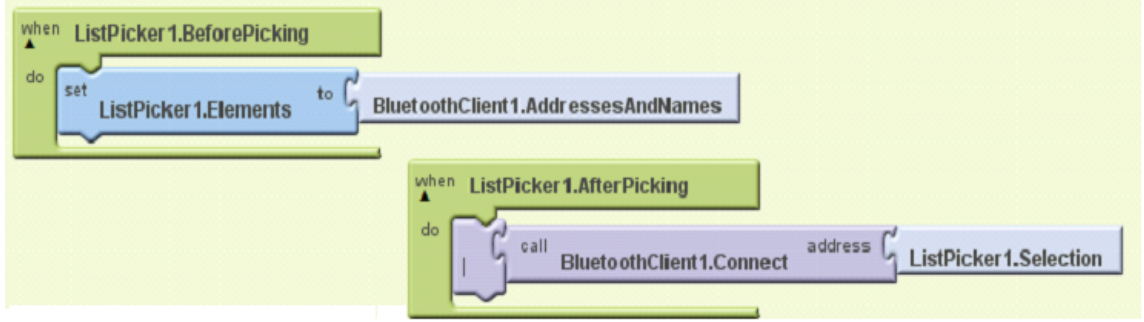 when ListPicker1.BeforePicking
do set ListPicker1.Elements to BluetoothClient1.AddressesAndNames
when ListPicker1.AfterPicking
do call BluetoothClient1.Connect address ListPicker1.Selection